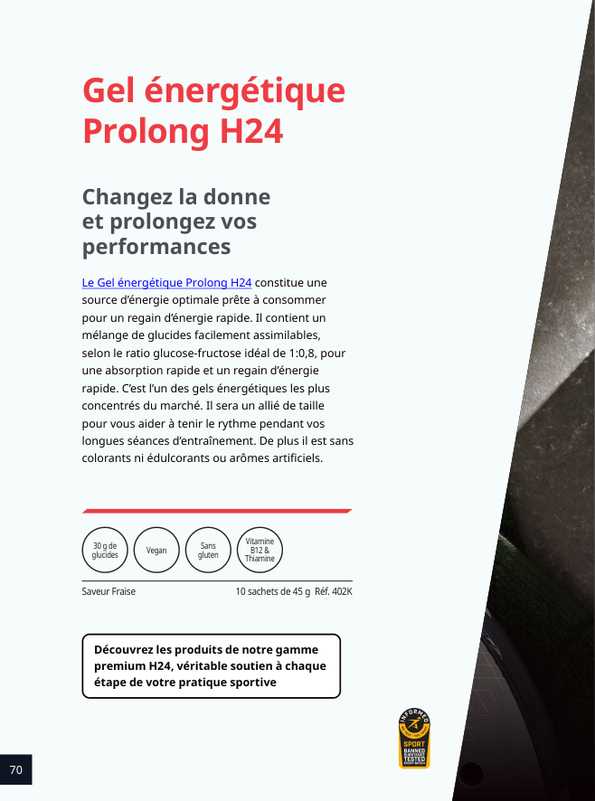 Gel énergétique
Prolong H24
Changez la donne
et prolongez vos
performances
Le Gel énergétique Prolong H24 constitue une
source d'énergie optimale prête à consommer
pour un regain d'énergie rapide. Il contient un
mélange de glucides facilement assimilables,
selon le ratio glucose-fructose idéal de 1:0,8, pour
une absorption rapide et un regain d'énergie
rapide. C'est l'un des gels énergétiques les plus
concentrés du marché. Il sera un allié de taille
pour vous aider à tenir le rythme pendant vos
longues séances d'entraînement. De plus il est sans
colorants ni édulcorants ou arômes artificiels.
30 g de
glucides
Vegan
Sans
gluten
Vitamine
B12 &
Thiamine
Saveur Fraise
10 sachets de 45 g Réf. 402K
Découvrez les produits de notre gamme
premium H24, véritable soutien à chaque
étape de votre pratique sportive
INFORMED
SPORT
BANNED
TESTED
70